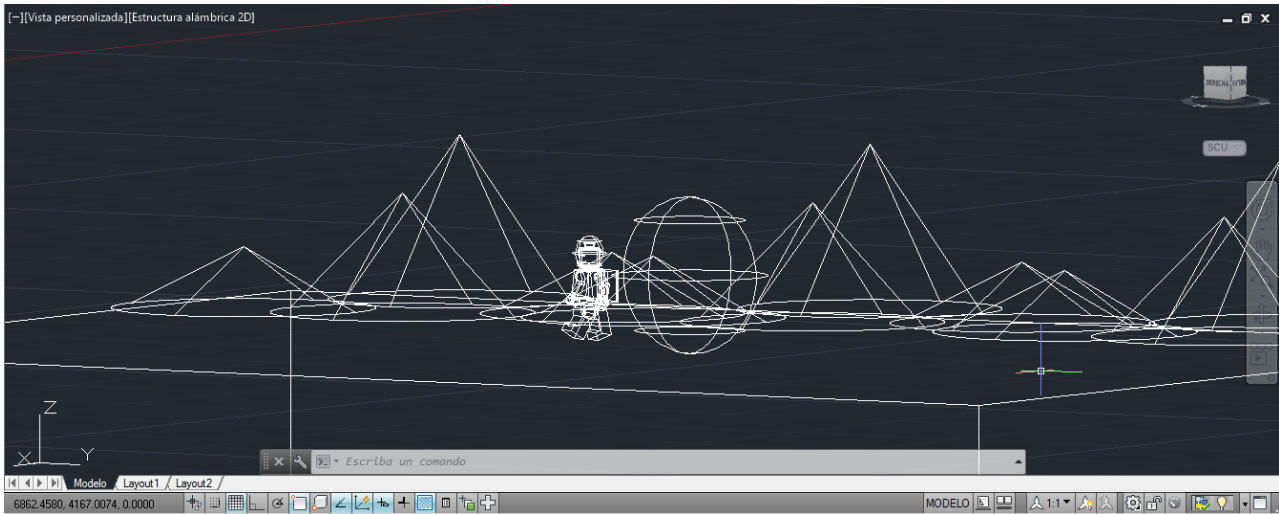 [−][Vista personalizada][Estructura alámbrica 2D]
DERECHA
SCU
Z
X
Y
Escriba un comando
Modelo
Layout1
Layout2
6862.4580, 4167.0074, 0.0000
MODELO
1:1